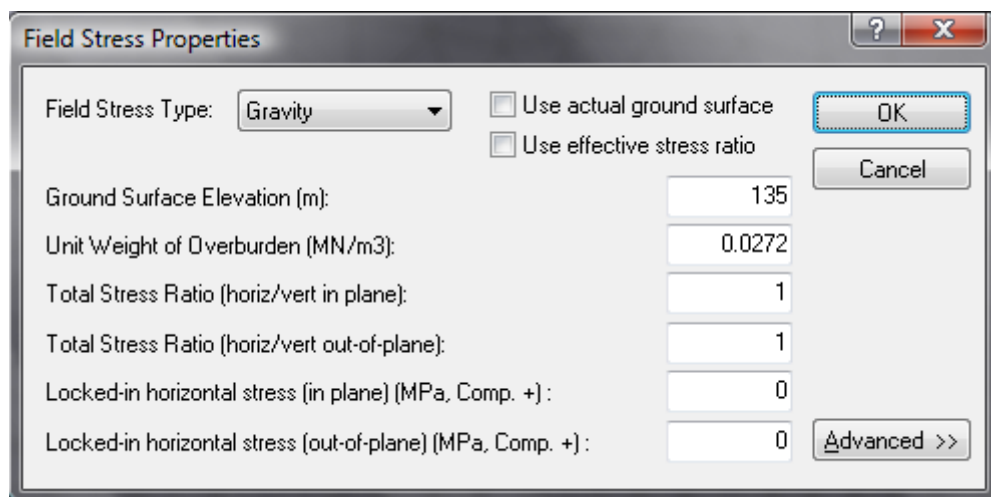 Field Stress Properties
?
X
Field Stress Type:
Gravity
Use actual ground surface
OK
Use effective stress ratio
Cancel
Ground Surface Elevation (m):
135
Unit Weight of Overburden (MN/m3):
0.0272
Total Stress Ratio (horiz/vert in plane):
1
Total Stress Ratio (horiz/vert out-of-plane):
1
Locked-in horizontal stress (in plane) (MPa, Comp. +) :
0
Locked-in horizontal stress (out-of-plane) (MPa, Comp. +) :
0
Advanced >>